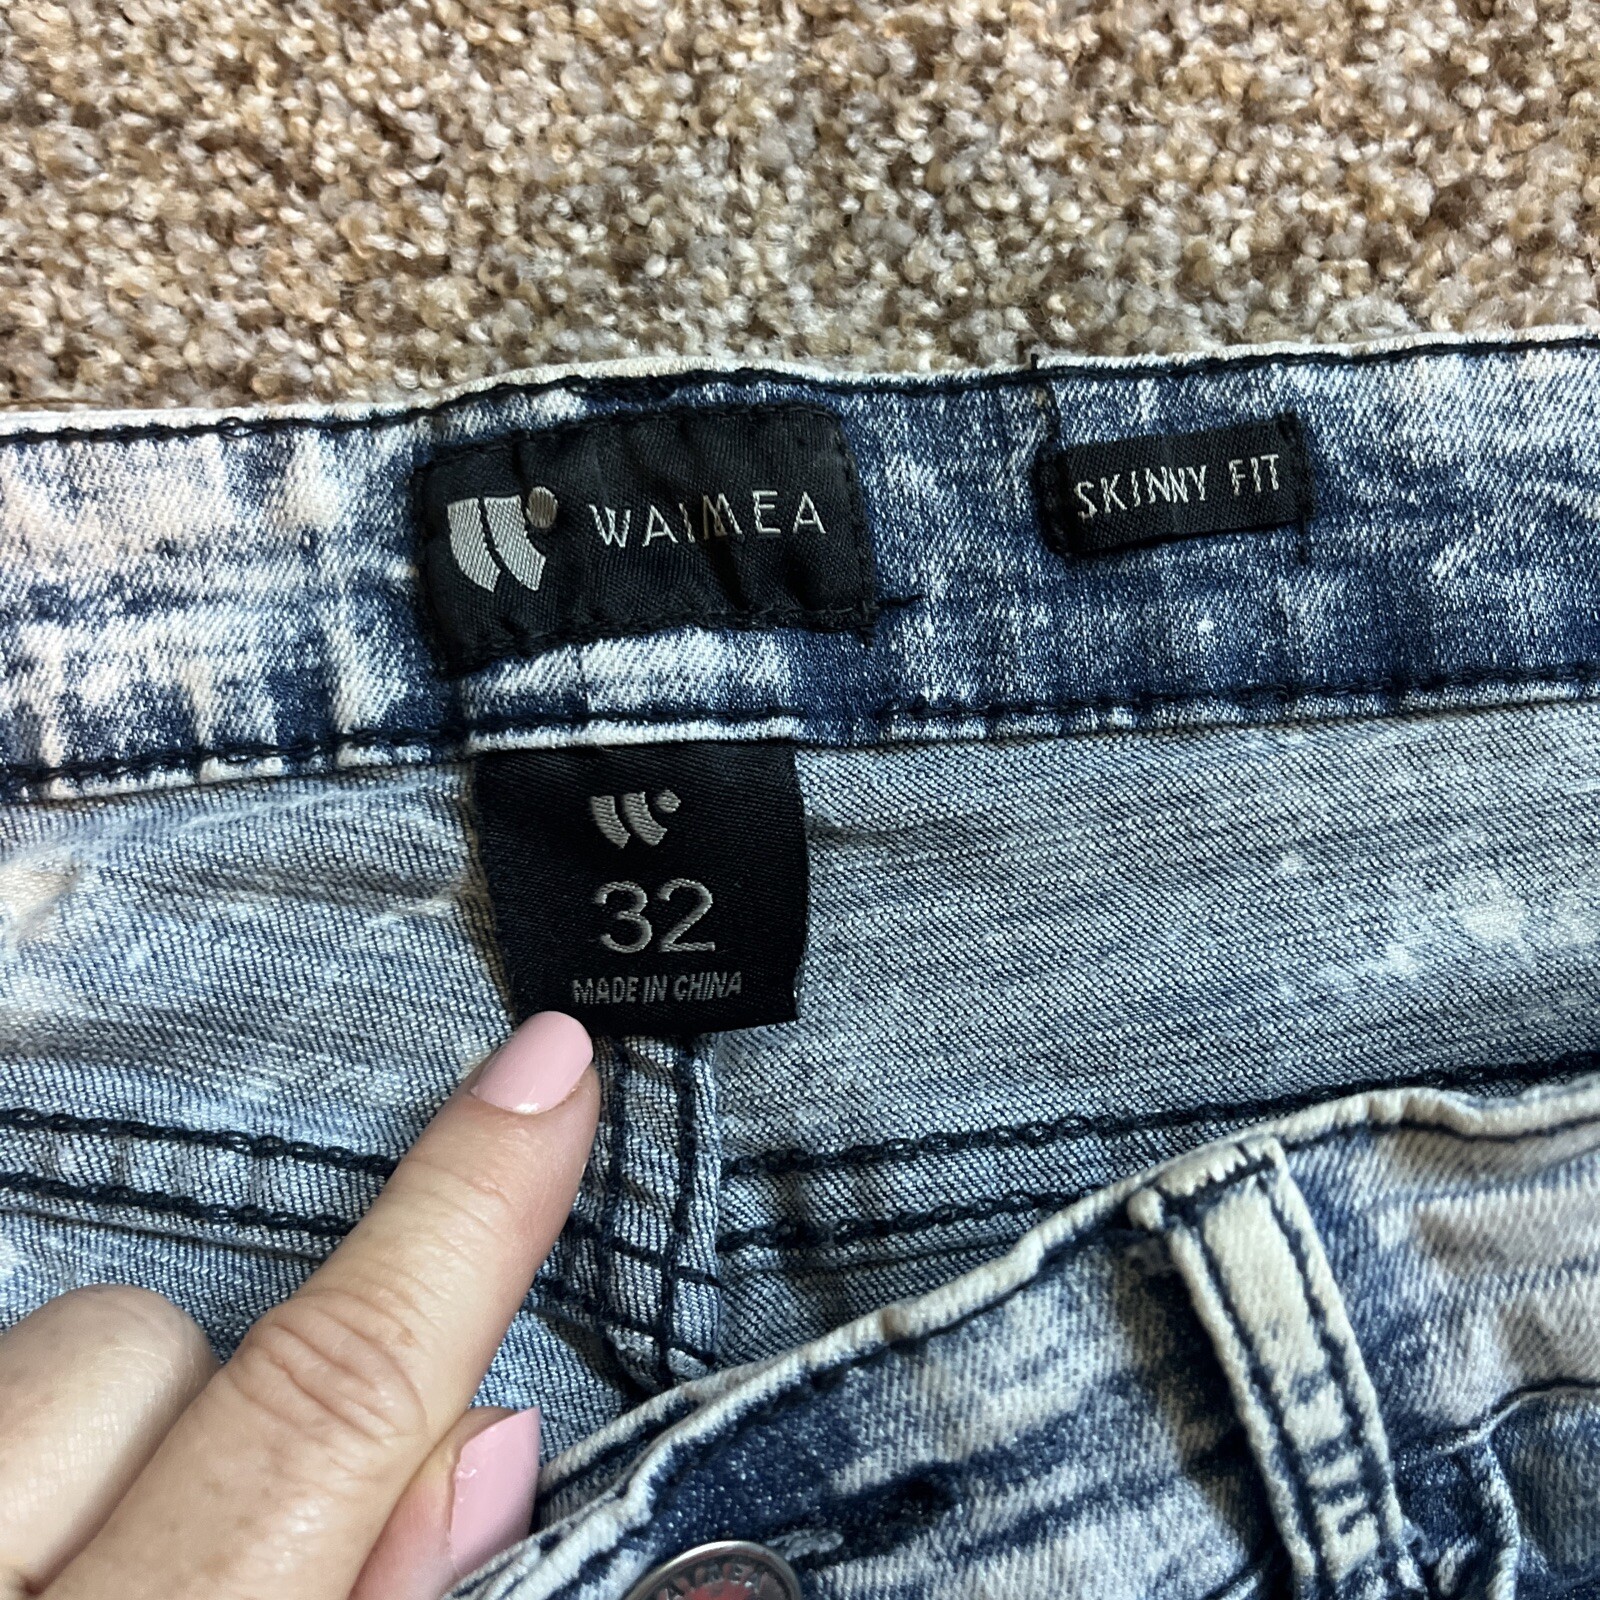 WAIMEA
SKINNY FIT
32
MADE IN CHINA